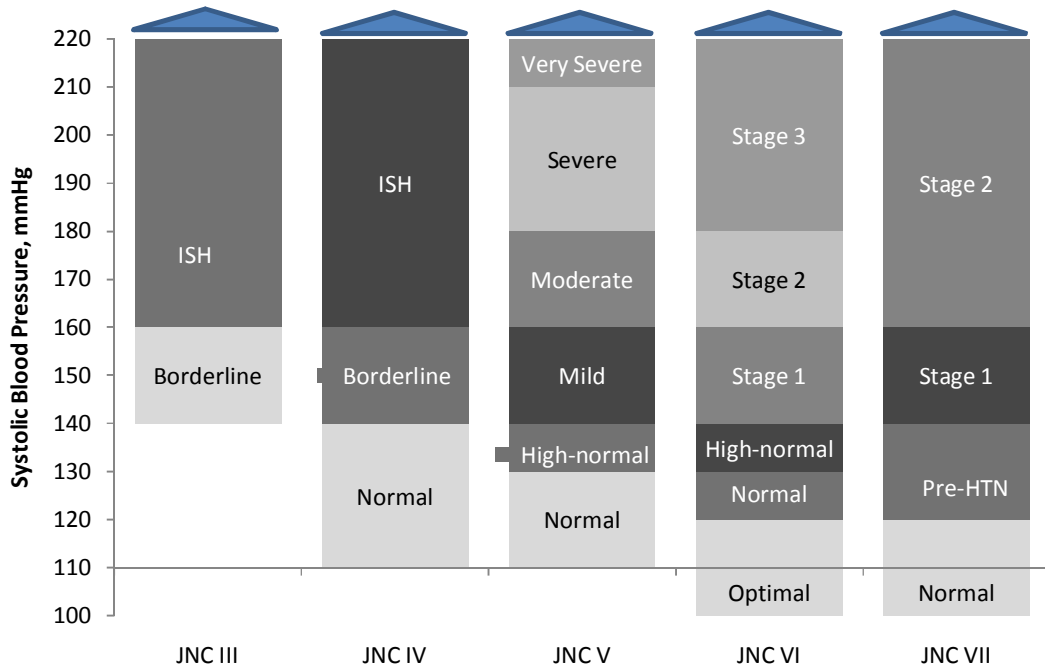 Systolic Blood Pressure, mmHg
220
210
200
190
180
170
160
150
140
130
120
110
100
ISH
Borderline
ISH
Borderline
Normal
Very Severe
Severe
Moderate
Mild
High-normal
Normal
Stage 3
Stage 2
Stage 1
High-normal
Normal
Optimal
Stage 2
Stage 1
Pre-HTN
Normal
JNC III
JNC IV
JNC V
JNC VI
JNC VII